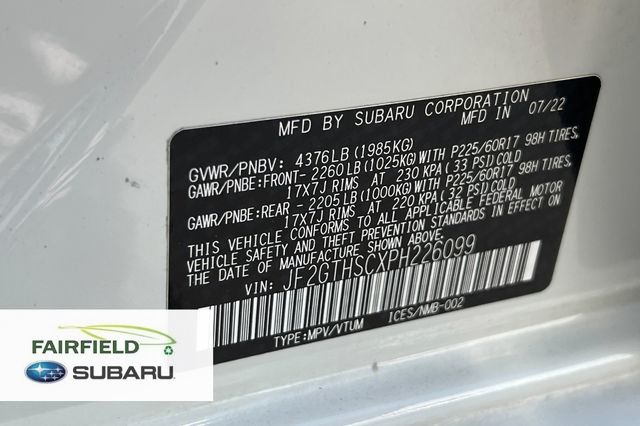 MFD BY SUBARU CORPORATION
MFD IN 07/22
GVWR/PNBV: 4376LB(1985KG)
GAWR/PNBE:FRONT- 2260LB(1025KG)WITH P225/60R17 98H TIRES,
17x7J RIMS AT 230 KPA(33 PSI)COLD
GAWR/PNBE:REAR - 2205LB(1000KG)WITH P225/60R17 98H TIRES,
17x7J RIMS AT 220 KPA(32 PSI)COLD
THIS VEHICLE CONFORMS TO ALL APPLICABLE FEDERAL MOTOR
VEHICLE SAFETY AND THEFT PREVENTION STANDARDS IN EFFECT ON
THE DATE OF MANUFACTURE SHOWN ABOVE.
VIN: JF2GTHSCXPH226099
TYPE:MPV/VTUM ICES/NMB-002
FAIRFIELD
SUBARU